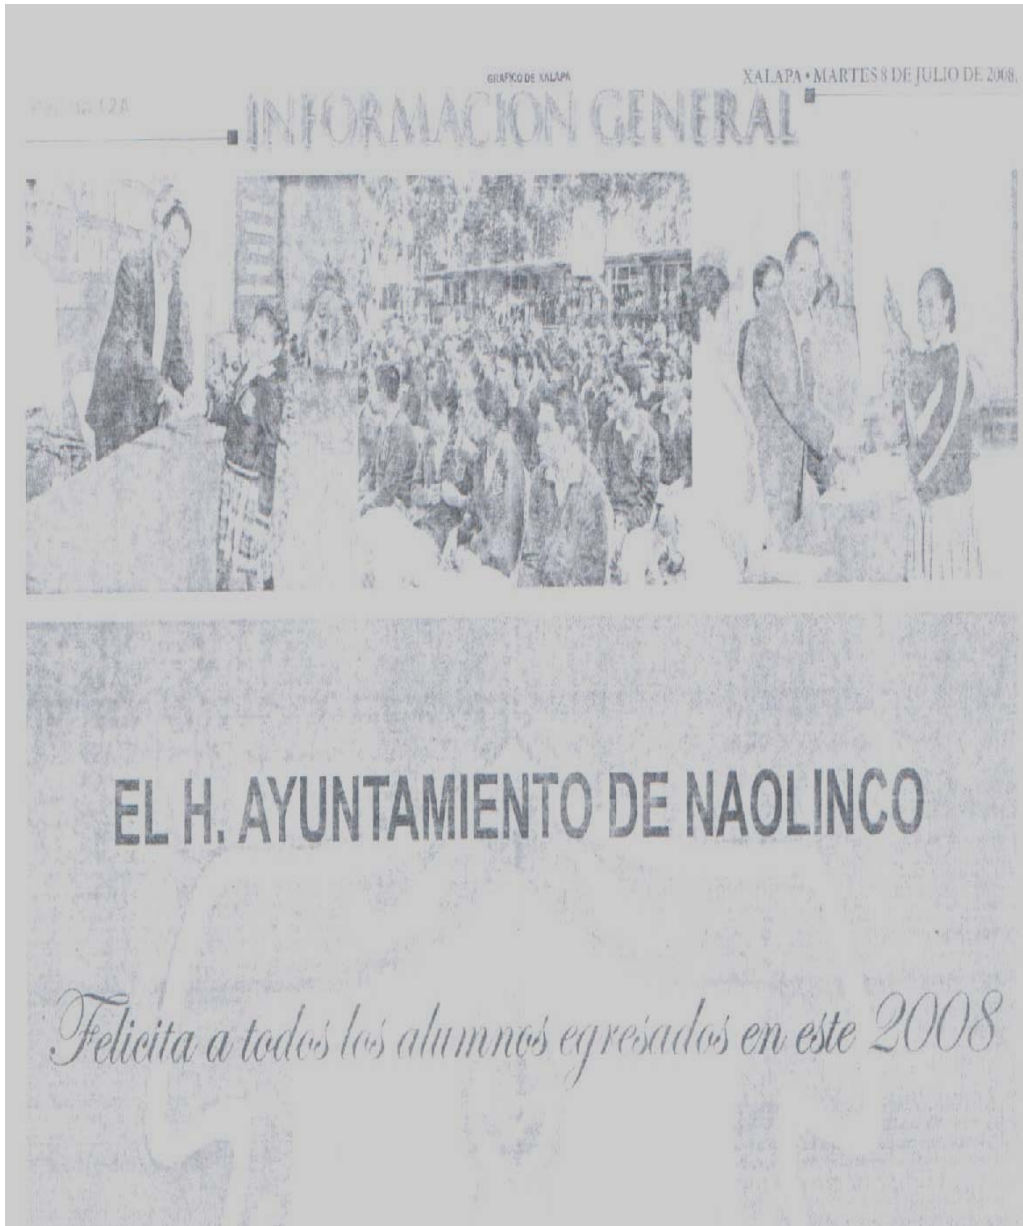 GRAFICO DE XALAPA
XALAPA • MARTES 8 DE JULIO DE 2008.
12A
INFORMACION GENERAL
EL H. AYUNTAMIENTO DE NAOLINCO
Felicita a todos los alumnos egresados en este 2008